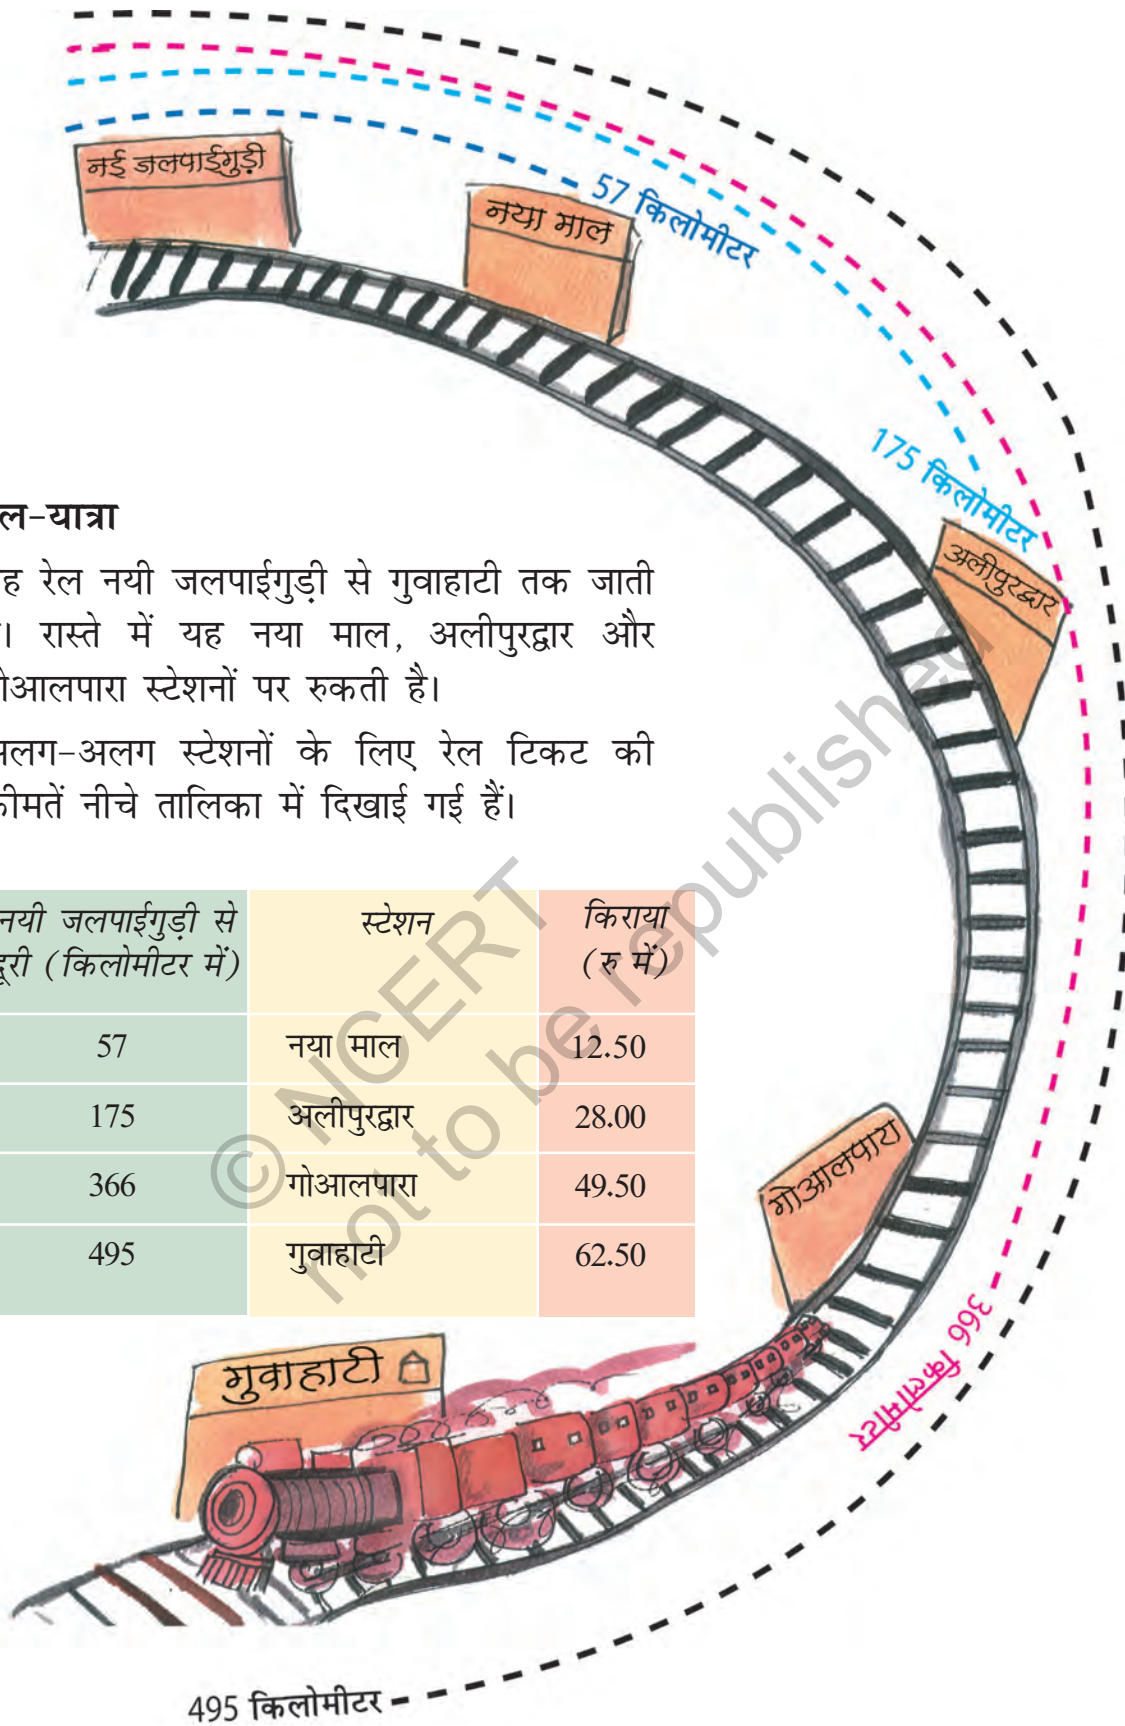 नई जलपाईगुड़ी
नया माल
57 किलोमीटर
175 किलोमीटर
अलीपुरद्वार
ल-यात्रा
ह रेल नयी जलपाईगुड़ी से गुवाहाटी तक जाती
। रास्ते में यह नया माल, अलीपुरद्वार और
ोआलपारा स्टेशनों पर रुकती है।
लग-अलग स्टेशनों के लिए रेल टिकट की
ीमतें नीचे तालिका में दिखाई गई हैं।
नयी जलपाईगुड़ी से दूरी (किलोमीटर में) स्टेशन किराया (रु में)
57 नया माल 12.50
175 अलीपुरद्वार 28.00
366 गोआलपारा 49.50
495 गुवाहाटी 62.50
© NCERT
not to be republished
गोआलपारा
366 किलोमीटर
गुवाहाटी
495 किलोमीटर